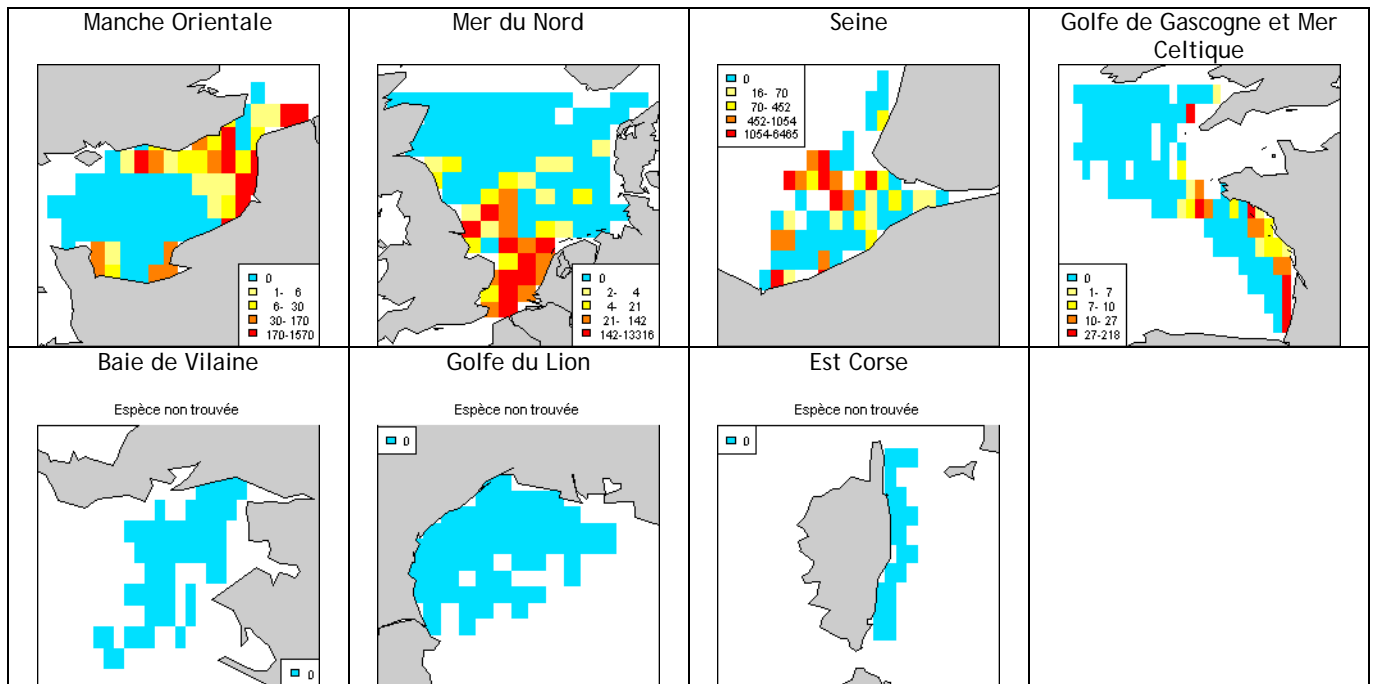 Manche Orientale
0
1- 6
6- 30
30- 170
170-1570
Mer du Nord
0
2- 4
4- 21
21- 142
142-13316
Seine
0
16- 70
70- 452
452-1054
1054-6465
Golfe de Gascogne et Mer
Celtique
0
1- 7
7- 10
10- 27
27-218
Baie de Vilaine
Espèce non trouvée
0
Golfe du Lion
Espèce non trouvée
0
Est Corse
Espèce non trouvée
0